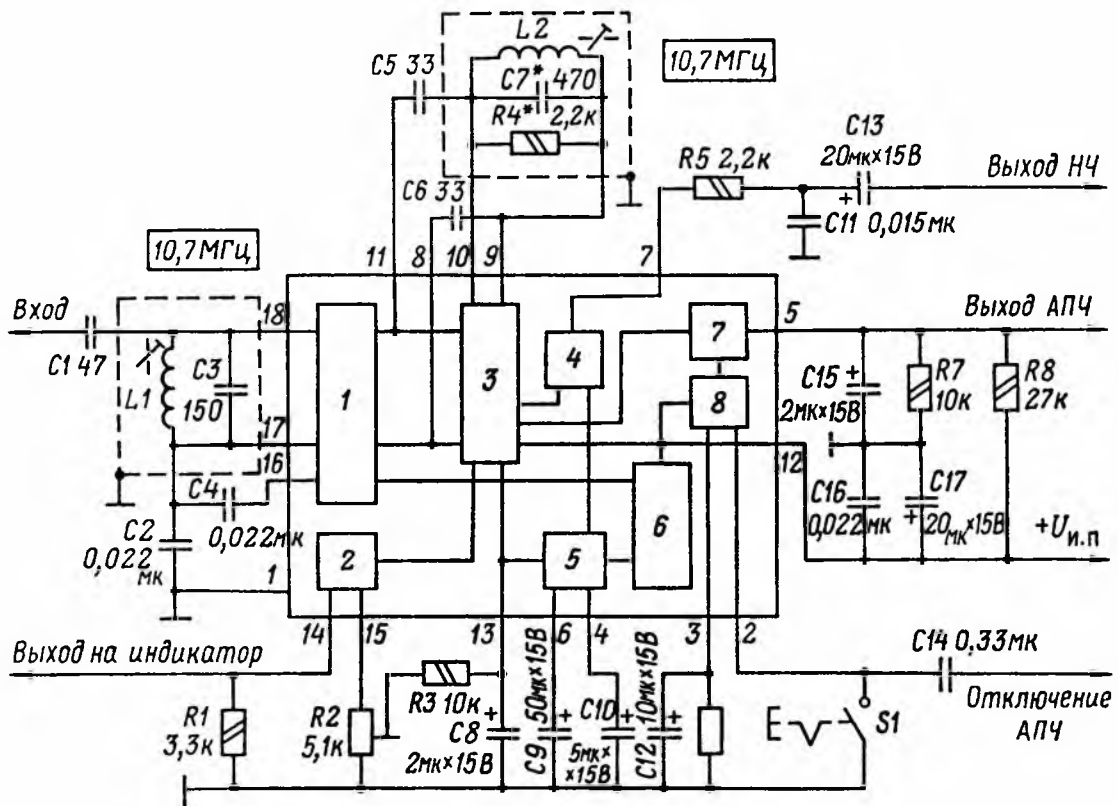 L2
10,7МГц
C5 33
C7* 470
R4* 2,2к
C13
20мк×15В
R5 2,2к
Выход НЧ
C6 33
+
C11 0,015мк
10,7МГц
11
8
10
9
7
Вход
18
C1 47
L1
C3
150
17
16
C4
0,022мк
C2
0,022
мк
1
1
2
3
4
5
6
7
8
5
Выход АПЧ
C15 +
2мк×15В
R7
10к
R8
27к
12
C16
0,022мк
C17
+
20мк×15В
+Uи.п
14
15
13
6
4
3
2
Выход на индикатор
R1
3,3к
R2
5,1к
R3 10к
C8 +
2мк×15В
C9 50мк×15В
+
C10 +
5мк×
×15В
C12 10мк×15В
+
C14 0,33мк
S1
Отключение
АПЧ